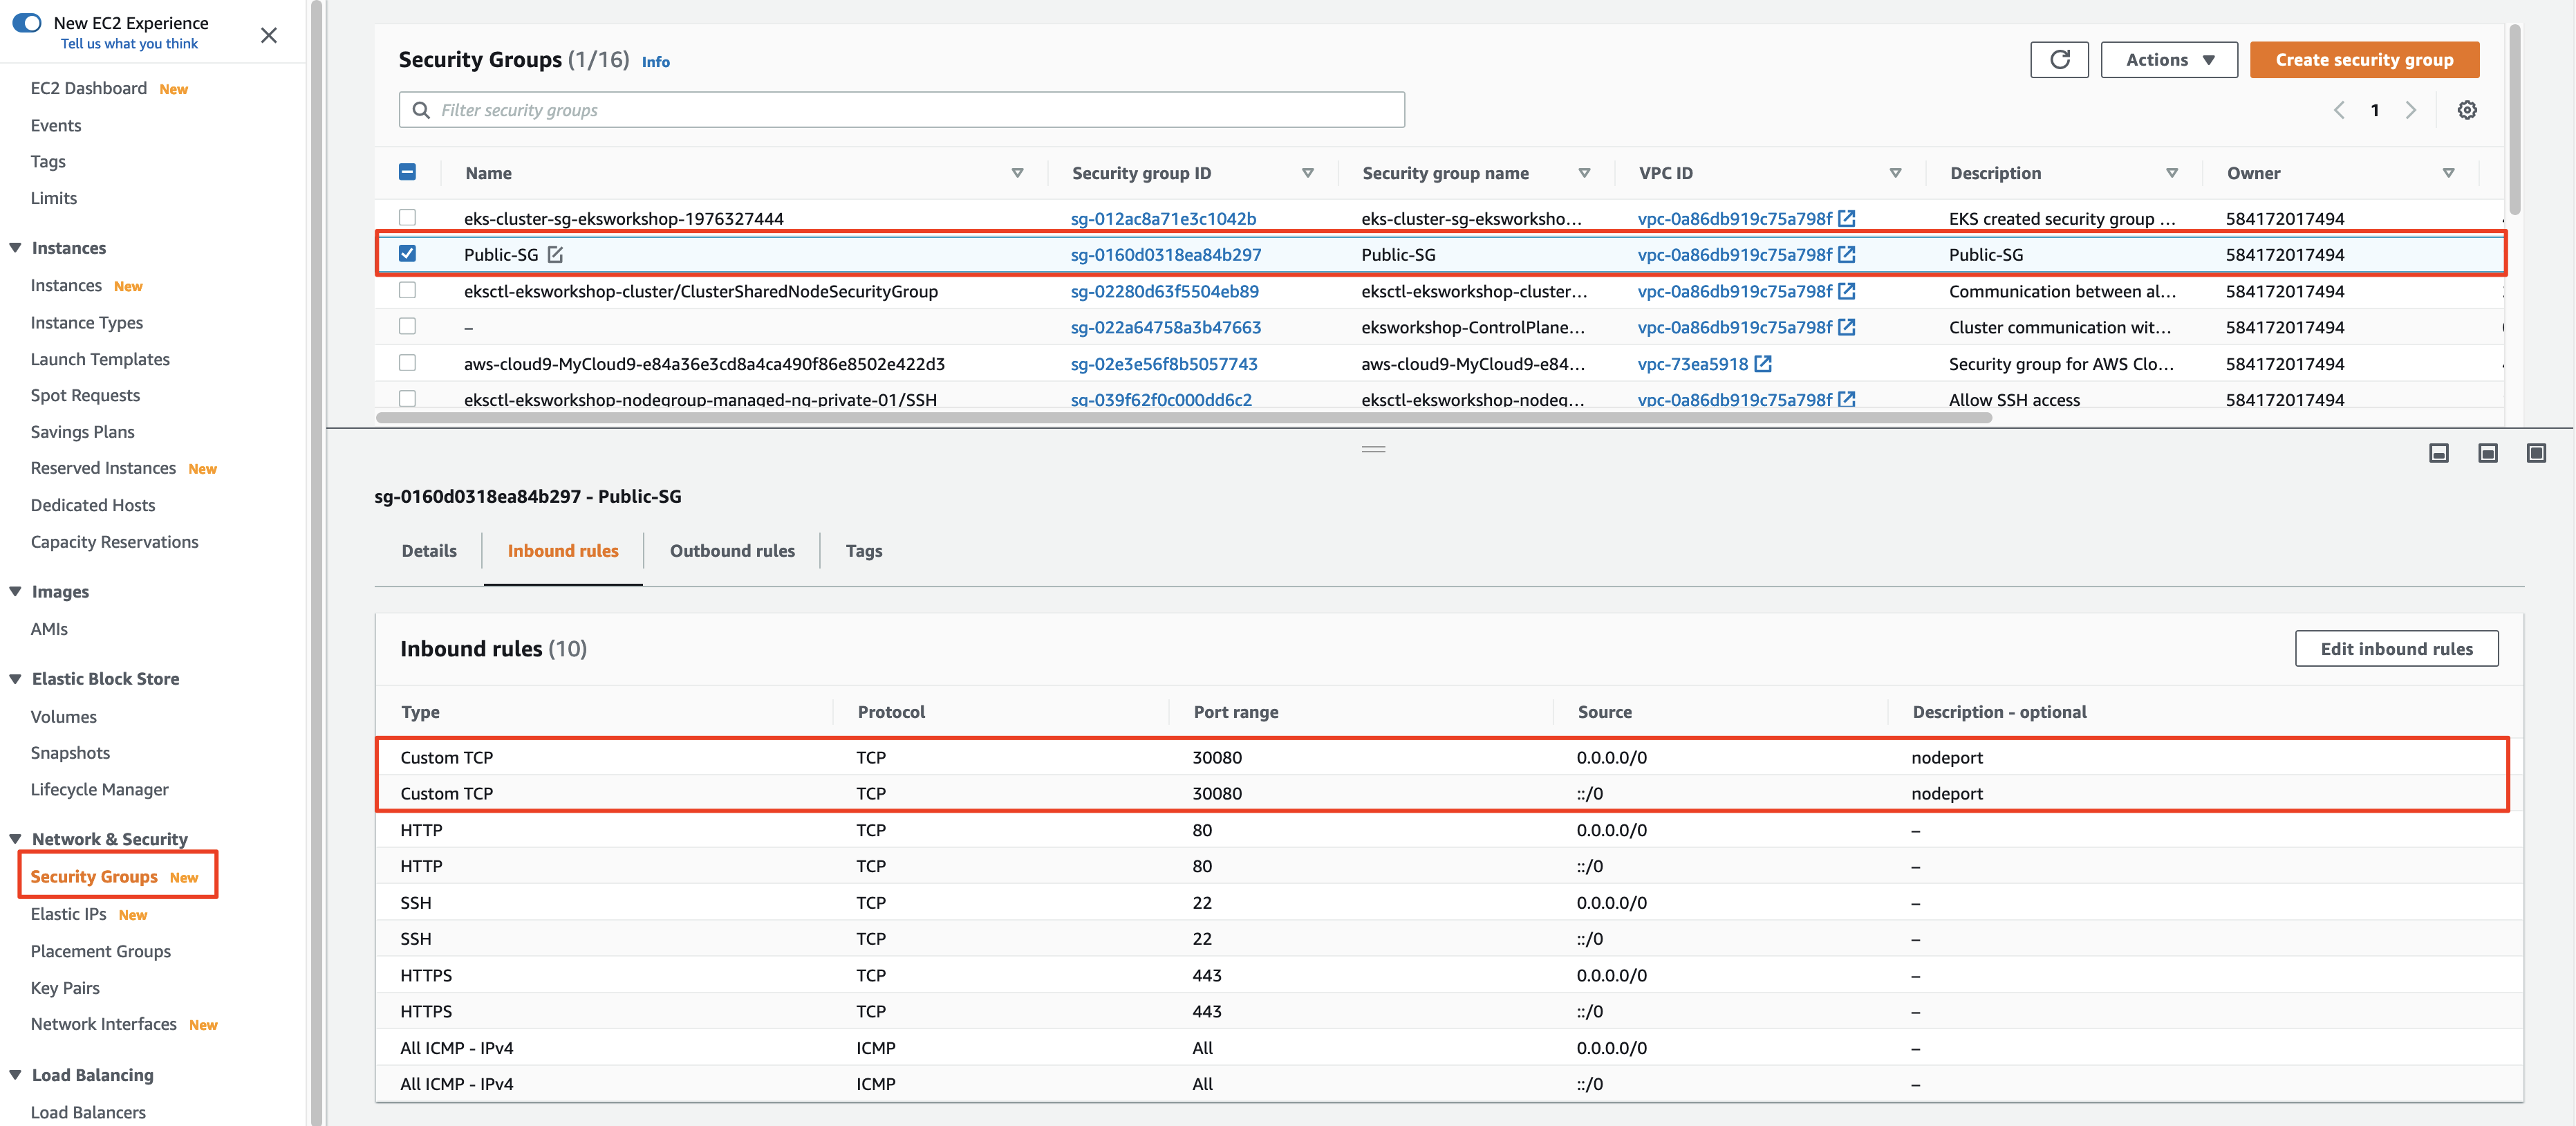 New EC2 Experience
Tell us what you think
EC2 Dashboard New
Events
Tags
Limits
Instances
Instances New
Instance Types
Launch Templates
Spot Requests
Savings Plans
Reserved Instances New
Dedicated Hosts
Capacity Reservations
Images
AMIs
Elastic Block Store
Volumes
Snapshots
Lifecycle Manager
Network & Security
Security Groups New
Elastic IPs New
Placement Groups
Key Pairs
Network Interfaces New
Load Balancing
Load Balancers
Security Groups (1/16) Info
Actions
Create security group
Filter security groups
1
Name Security group ID Security group name VPC ID Description Owner
eks-cluster-sg-eksworkshop-1976327444 sg-012ac8a71e3c1042b eks-cluster-sg-eksworksho... vpc-0a86db919c75a798f EKS created security group ... 584172017494
Public-SG sg-0160d0318ea84b297 Public-SG vpc-0a86db919c75a798f Public-SG 584172017494
eksctl-eksworkshop-cluster/ClusterSharedNodeSecurityGroup sg-02280d63f5504eb89 eksctl-eksworkshop-cluster... vpc-0a86db919c75a798f Communication between al... 584172017494
– sg-022a64758a3b47663 eksworkshop-ControlPlane... vpc-0a86db919c75a798f Cluster communication wit... 584172017494
aws-cloud9-MyCloud9-e84a36e3cd8a4ca490f86e8502e422d3 sg-02e3e56f8b5057743 aws-cloud9-MyCloud9-e84... vpc-73ea5918 Security group for AWS Clo... 584172017494
eksctl-eksworkshop-nodegroup-managed-ng-private-01/SSH sg-039f62f0c000dd6c2 eksctl-eksworkshop-nodeg... vpc-0a86db919c75a798f Allow SSH access 584172017494
sg-0160d0318ea84b297 - Public-SG
Details Inbound rules Outbound rules Tags
Inbound rules (10)
Edit inbound rules
Type Protocol Port range Source Description - optional
Custom TCP TCP 30080 0.0.0.0/0 nodeport
Custom TCP TCP 30080 ::/0 nodeport
HTTP TCP 80 0.0.0.0/0 –
HTTP TCP 80 ::/0 –
SSH TCP 22 0.0.0.0/0 –
SSH TCP 22 ::/0 –
HTTPS TCP 443 0.0.0.0/0 –
HTTPS TCP 443 ::/0 –
All ICMP - IPv4 ICMP All 0.0.0.0/0 –
All ICMP - IPv4 ICMP All ::/0 –